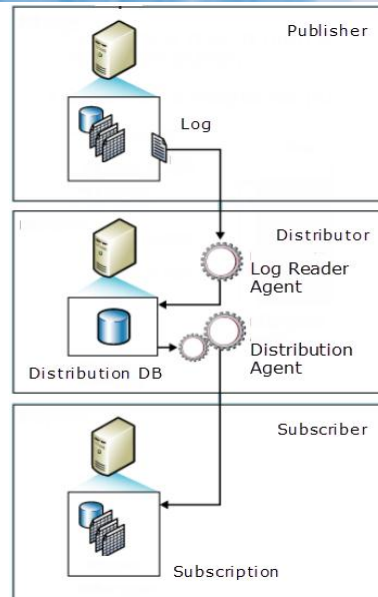 Publisher
Log
Distributor
Log Reader
Agent
Distribution
Agent
Distribution DB
Subscriber
Subscription